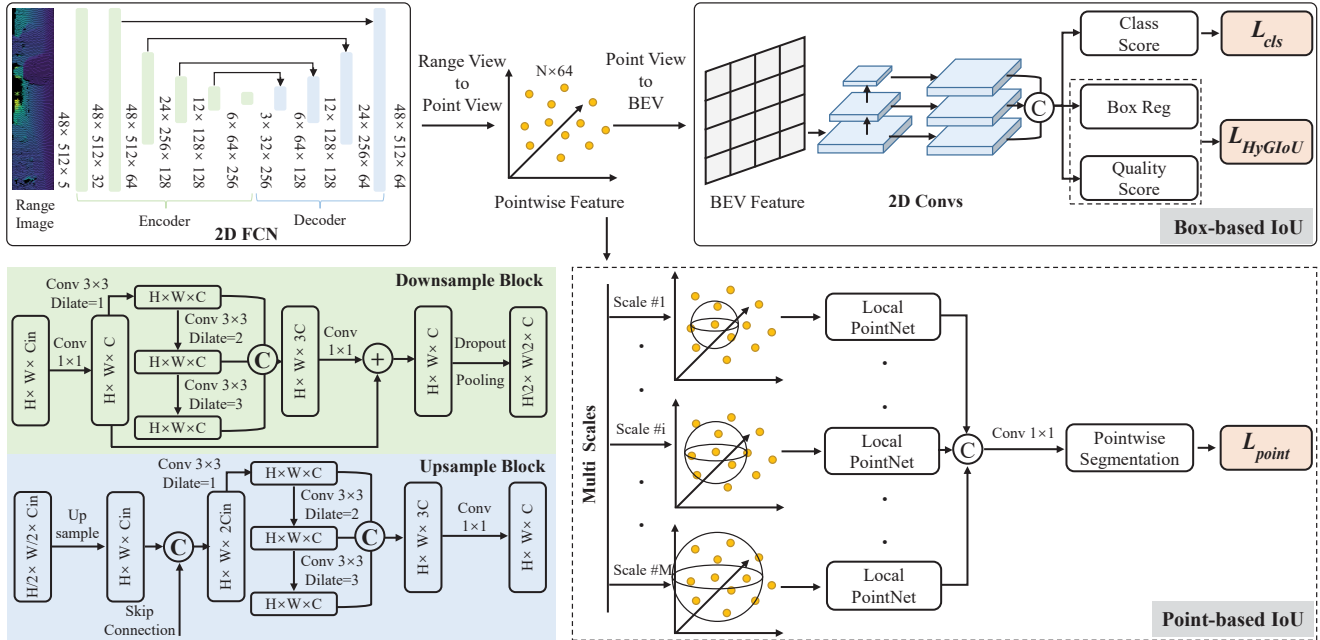 48× 512× 5
48× 512× 32
48× 512× 64
24× 256× 128
12× 128× 128
6× 64× 256
3× 32× 256
6× 64× 128
12× 128× 128
24× 256× 64
48× 512× 64
Range
Image
Encoder
Decoder
2D FCN
Range View
to
Point View
N×64
Pointwise Feature
Point View
to
BEV
BEV Feature
2D Convs
C
Class
Score
Box Reg
Quality
Score
L cls
L HyGIoU
Box-based IoU
Downsample Block
H× W× Cin
Conv
1×1
H× W× C
Conv 3×3
Dilate=1
H×W×C
Conv 3×3
Dilate=2
H×W×C
Conv 3×3
Dilate=3
H×W×C
C
H× W× 3C
Conv
1×1
+
H× W× C
Dropout
Pooling
H\2× W\2× C
Upsample Block
H/2× W/2× Cin
Up
sample
H× W× Cin
C
Skip
Connection
H× W× 2Cin
Conv 3×3
Dilate=1
H×W×C
Conv 3×3
Dilate=2
H×W×C
Conv 3×3
Dilate=3
H×W×C
C
H× W× 3C
Conv
1×1
H× W× C
Multi Scales
Scale #1
Local
PointNet
Scale #i
Local
PointNet
Scale #M
Local
PointNet
C
Conv 1×1
Pointwise
Segmentation
L point
Point-based IoU